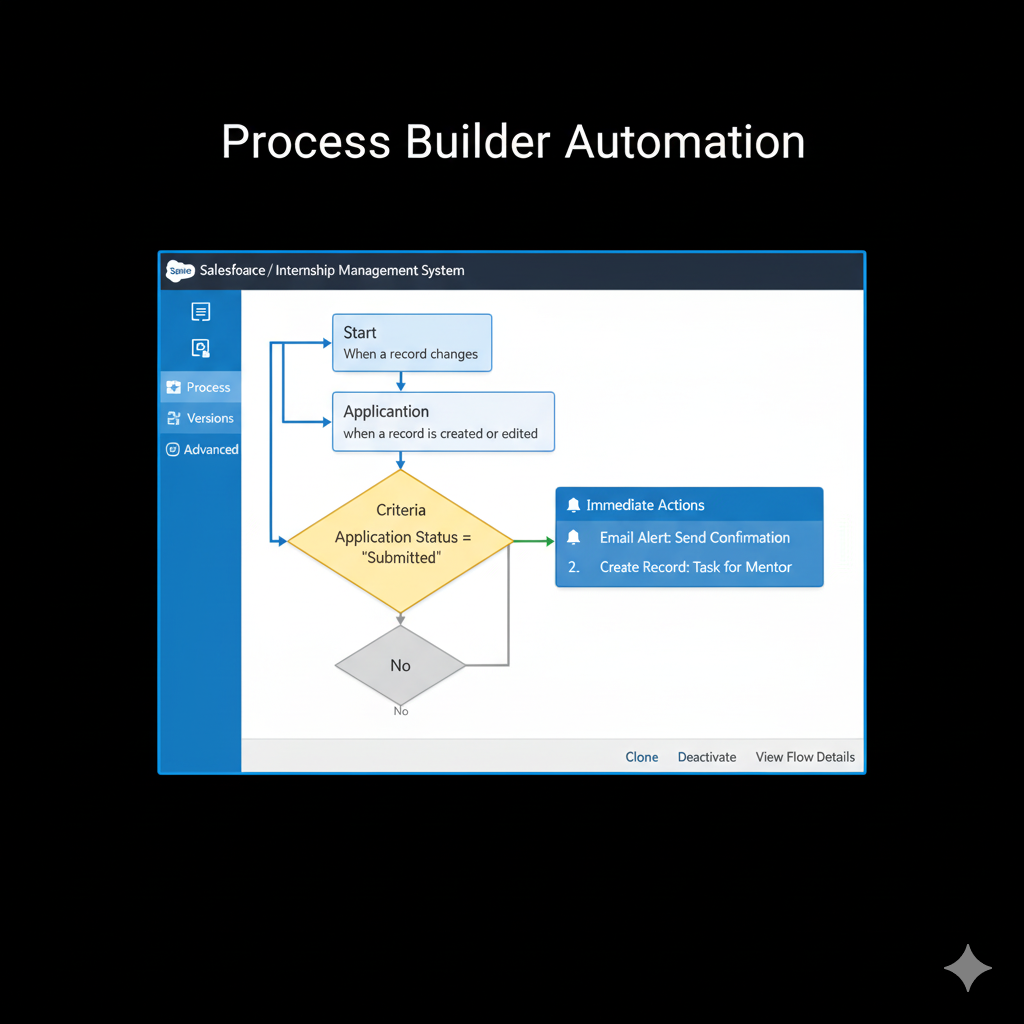 Process Builder Automation
Salesfoaice / Internship Management System
Process
Versions
Advanced
Start
When a record changes
Applicantion
when a record is created or edited
Criteria
Application Status =
"Submitted"
Immediate Actions
Email Alert: Send Confirmation
2. Create Record: Task for Mentor
No
No
Clone Deactivate View Flow Details